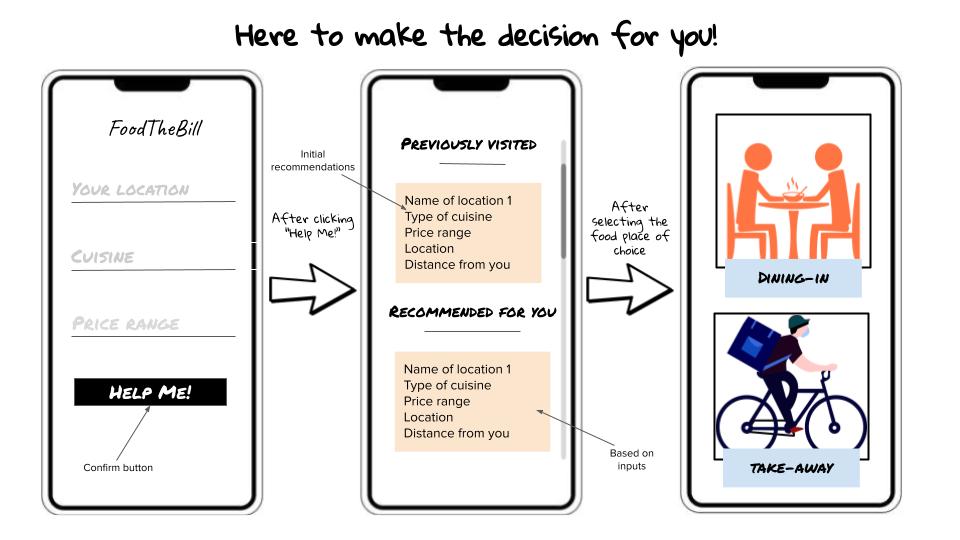 Here to make the decision for you!
FoodTheBill
Your location
Cuisine
Price range
Help Me!
Confirm button
Initial
recommendations
After clicking
"Help Me!"
Previously visited
Name of location 1
Type of cuisine
Price range
Location
Distance from you
Recommended for you
Name of location 1
Type of cuisine
Price range
Location
Distance from you
Based on
inputs
After
selecting the
food place of
choice
Dining-in
Take-away